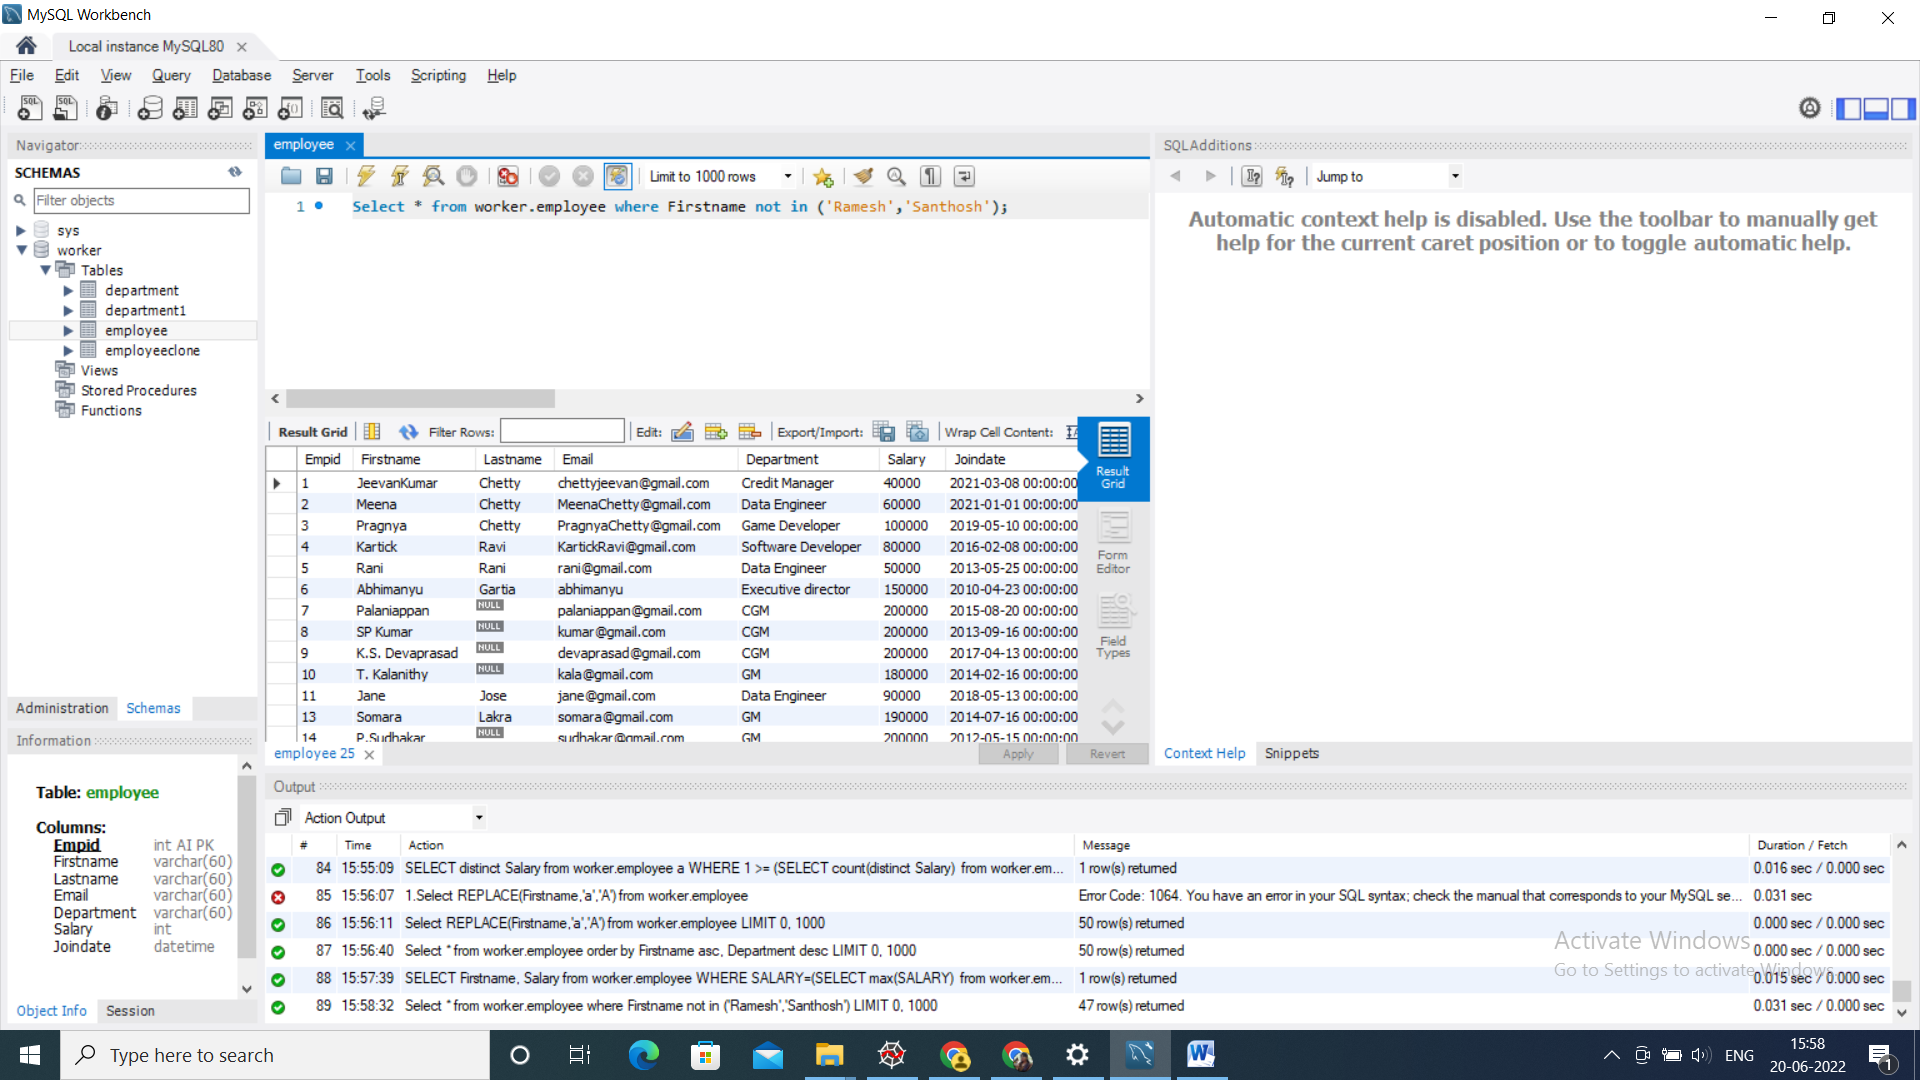 MySQL Workbench
Local instance MySQL80
File Edit View Query Database Server Tools Scripting Help
Navigator
SCHEMAS
Filter objects
sys
worker
Tables
department
department1
employee
employeeclone
Views
Stored Procedures
Functions
Administration Schemas
Information
Table: employee
Columns:
Empid int AI PK
Firstname varchar(60)
Lastname varchar(60)
Email varchar(60)
Department varchar(60)
Salary int
Joindate datetime
Object Info Session
employee
Limit to 1000 rows
1 Select * from worker.employee where Firstname not in ('Ramesh','Santhosh');
Result Grid Filter Rows: Edit: Export/Import: Wrap Cell Content:
Empid Firstname Lastname Email Department Salary Joindate
1 JeevanKumar Chetty chettyjeevan@gmail.com Credit Manager 40000 2021-03-08 00:00:00
2 Meena Chetty MeenaChetty@gmail.com Data Engineer 60000 2021-01-01 00:00:00
3 Pragnya Chetty PragnyaChetty@gmail.com Game Developer 100000 2019-05-10 00:00:00
4 Kartick Ravi KartickRavi@gmail.com Software Developer 80000 2016-02-08 00:00:00
5 Rani Rani rani@gmail.com Data Engineer 50000 2013-05-25 00:00:00
6 Abhimanyu Gartia abhimanyu Executive director 150000 2010-04-23 00:00:00
7 Palaniappan NULL palaniappan@gmail.com CGM 200000 2015-08-20 00:00:00
8 SP Kumar NULL kumar@gmail.com CGM 200000 2013-09-16 00:00:00
9 K.S. Devaprasad NULL devaprasad@gmail.com CGM 200000 2017-04-13 00:00:00
10 T. Kalanithy NULL kala@gmail.com GM 180000 2014-02-16 00:00:00
11 Jane Jose jane@gmail.com Data Engineer 90000 2018-05-13 00:00:00
13 Somara Lakra somara@gmail.com GM 190000 2014-07-16 00:00:00
14 P.Sudhakar NULL sudhakar@gmail.com GM 200000 2012-05-15 00:00:00
Result Grid
Form Editor
Field Types
employee 25
Apply Revert
SQLAdditions
Jump to
Automatic context help is disabled. Use the toolbar to manually get
help for the current caret position or to toggle automatic help.
Context Help Snippets
Output
Action Output
# Time Action Message Duration / Fetch
84 15:55:09 SELECT distinct Salary from worker.employee a WHERE 1 >= (SELECT count(distinct Salary) from worker.em... 1 row(s) returned 0.016 sec / 0.000 sec
85 15:56:07 1.Select REPLACE(Firstname,'a','A') from worker.employee Error Code: 1064. You have an error in your SQL syntax; check the manual that corresponds to your MySQL se... 0.031 sec
86 15:56:11 Select REPLACE(Firstname,'a','A') from worker.employee LIMIT 0, 1000 50 row(s) returned 0.000 sec / 0.000 sec
87 15:56:40 Select * from worker.employee order by Firstname asc, Department desc LIMIT 0, 1000 50 row(s) returned 0.000 sec / 0.000 sec
88 15:57:39 SELECT Firstname, Salary from worker.employee WHERE SALARY=(SELECT max(SALARY) from worker.em... 1 row(s) returned 0.015 sec / 0.000 sec
89 15:58:32 Select * from worker.employee where Firstname not in ('Ramesh','Santhosh') LIMIT 0, 1000 47 row(s) returned 0.031 sec / 0.000 sec
Activate Windows
Go to Settings to activate Windows.
Type here to search
ENG
15:58
20-06-2022
1